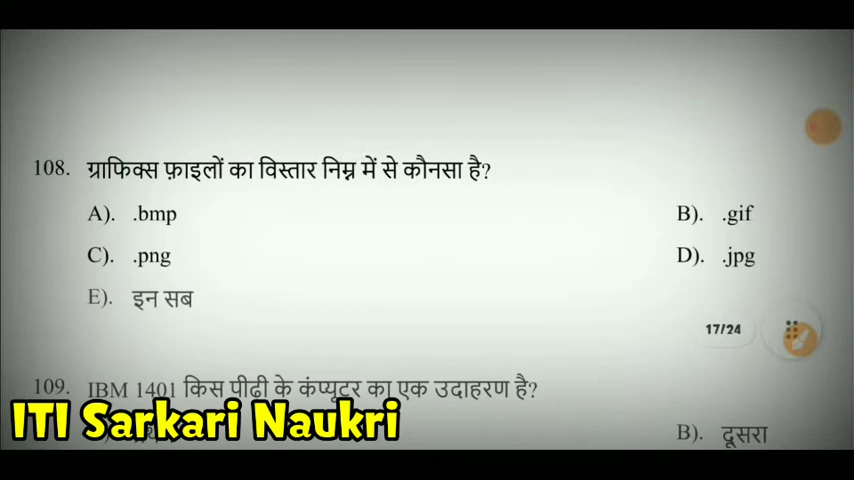 108. ग्राफिक्स फ़ाइलों का विस्तार निम्न में से कौनसा है?
A). .bmp B). .gif
C). .png D). .jpg
E). इन सब
17/24
109. IBM 1401 किस पीढी के कंप्यूटर का एक उदाहरण है?
ITI Sarkari Naukri
B). दूसरा